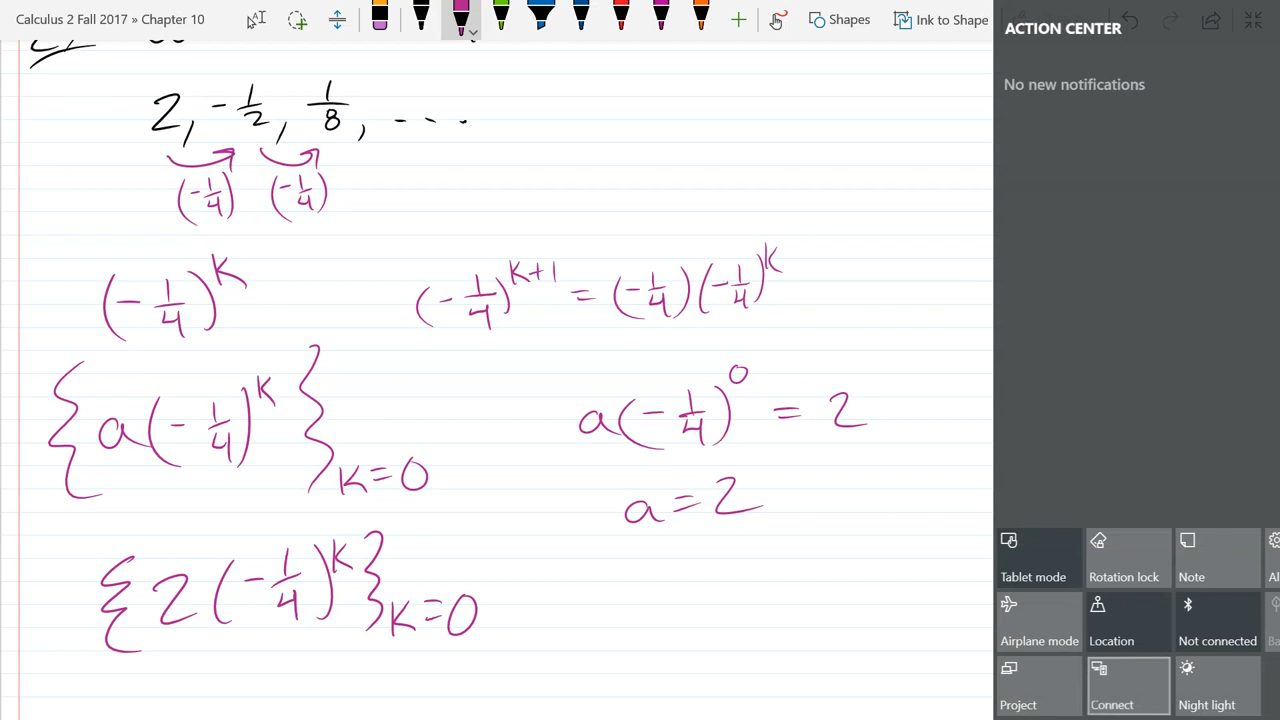 Calculus 2 Fall 2017 » Chapter 10 Shapes Ink to Shape
ACTION CENTER
No new notifications
2, -1/2, 1/8, ....
(-1/4) (-1/4)
(-1/4)^k (-1/4)^{k+1} = (-1/4)(-1/4)^k
{a(-1/4)^k}_{k=0} a(-1/4)^0 = 2
a = 2
{2(-1/4)^k}_{k=0}
Tablet mode Rotation lock Note
Airplane mode Location Not connected
Project Connect Night light